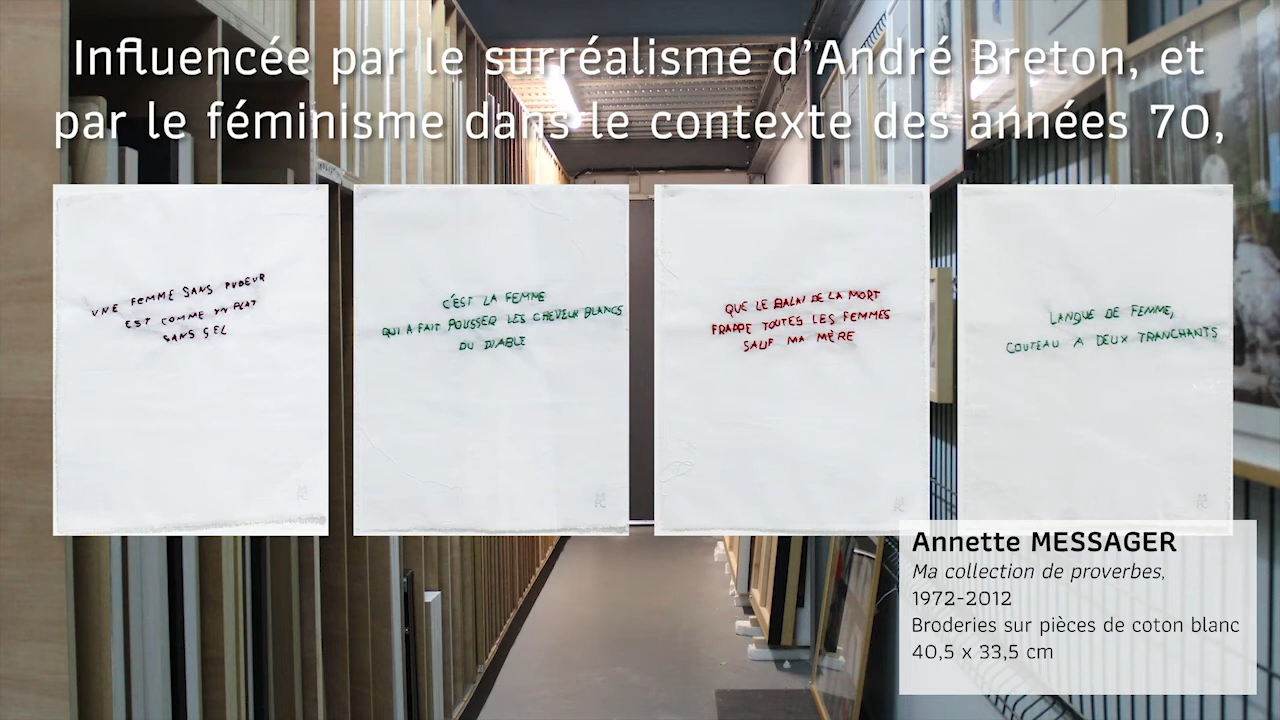 Influencée par le surréalisme d'André Breton, et
par le féminisme dans le contexte des années 70,
UNE FEMME SANS PUDEUR
EST COMME UN PLAT
SANS SEL
C'EST LA FEMME
QUI A FAIT POUSSER LES CHEVEUX BLANCS
DU DIABLE
QUE LE BALAI DE LA MORT
FRAPPE TOUTES LES FEMMES
SAUF MA MÈRE
LANGUE DE FEMME,
COUTEAU A DEUX TRANCHANTS
Annette MESSAGER
Ma collection de proverbes,
1972-2012
Broderies sur pièces de coton blanc
40,5 x 33,5 cm